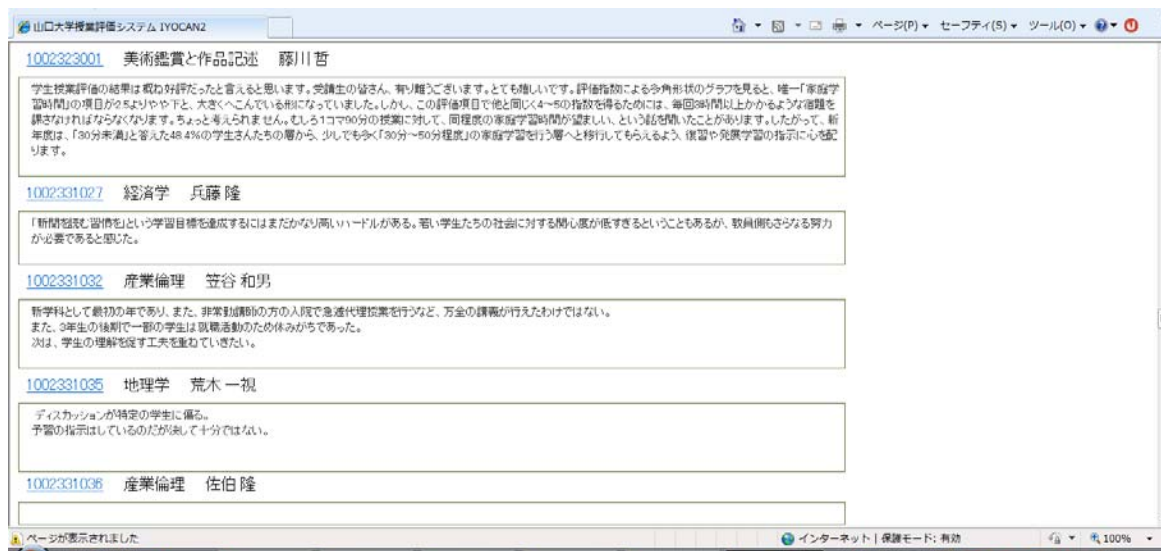 山口大学授業評価システム IYOCAN2
ページ(P) セーフティ(S) ツール(O)
1002323001 美術鑑賞と作品記述 藤川 哲
学生授業評価の結果は概ね好評だったと言えると思います。受講生の皆さん、有り難うございます。とても嬉しいです。評価指数による多角形状のグラフを見ると、唯一「家庭学
習時間」の項目が2.5よりやや下と、大きくへこんでいる形になっていました。しかし、この評価項目で他と同じく4〜5の指数を得るためには、毎回3時間以上かかるような宿題を
課さなければならなくなります。ちょっと考えられません。むしろ1コマ90分の授業に対して、同程度の家庭学習時間が望ましい、という話を聞いたことがあります。したがって、新
年度は、「30分未満」と答えた48.4%の学生さんたちの層から、少しでも多く「30分〜50分程度」の家庭学習を行う層へと移行してもらえるよう、復習や発展学習の指示に心を配
ります。
1002331027 経済学 兵藤 隆
「新聞を読む習慣を」という学習目標を達成するにはまだかなり高いハードルがある。若い学生たちの社会に対する関心度が低すぎるということもあるが、教員側もさらなる努力
が必要であると感じた。
1002331032 産業倫理 笠谷 和男
新学科として最初の年であり、また、非常勤講師の方の入院で急遽代理授業を行うなど、万全の講義が行えたわけではない。
また、3年生の後期で一部の学生は就職活動のため休みがちであった。
次は、学生の理解を促す工夫を重ねていきたい。
1002331035 地理学 荒木 一視
ディスカッションが特定の学生に偏る。
予習の指示はしているのだが決して十分ではない。
1002331036 産業倫理 佐伯 隆
ページが表示されました インターネット | 保護モード: 有効 100%